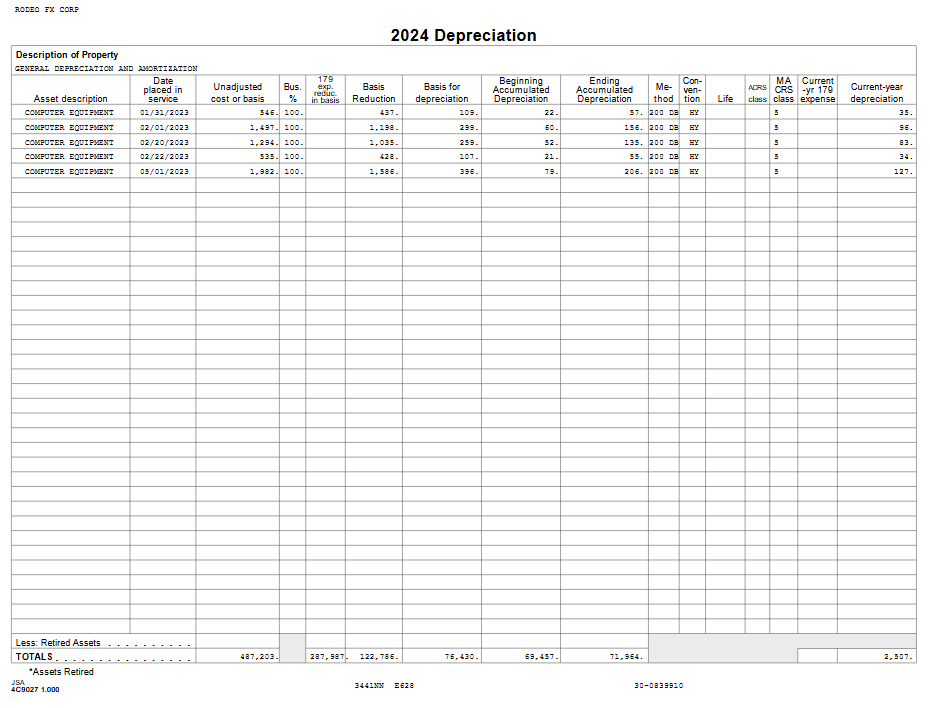 RODEO FX CORP
2024 Depreciation
Description of Property
GENERAL DEPRECIATION AND AMORTIZATION
Asset description Date placed in service Unadjusted cost or basis Bus. % 179 exp. reduc. in basis Basis Reduction Basis for depreciation Beginning Accumulated Depreciation Ending Accumulated Depreciation Me- thod Con- ven- tion Life ACRS class MA CRS class Current -yr 179 expense Current-year depreciation
COMPUTER EQUIPMENT 01/31/2023 546. 100. 437. 109. 22. 57. 200 DB HY 5 35.
COMPUTER EQUIPMENT 02/01/2023 1,497. 100. 1,198. 299. 60. 156. 200 DB HY 5 96.
COMPUTER EQUIPMENT 02/20/2023 1,294. 100. 1,035. 259. 52. 135. 200 DB HY 5 83.
COMPUTER EQUIPMENT 02/22/2023 535. 100. 428. 107. 21. 55. 200 DB HY 5 34.
COMPUTER EQUIPMENT 05/01/2023 1,982. 100. 1,586. 396. 79. 206. 200 DB HY 5 127.
Less: Retired Assets . . . . . . . . . .
TOTALS . . . . . . . . . . . . . . . . 487,203. 287,987. 122,786. 76,430. 69,457. 71,964. 2,507.
*Assets Retired
JSA
4C9027 1.000
3441NN E628 30-0839910